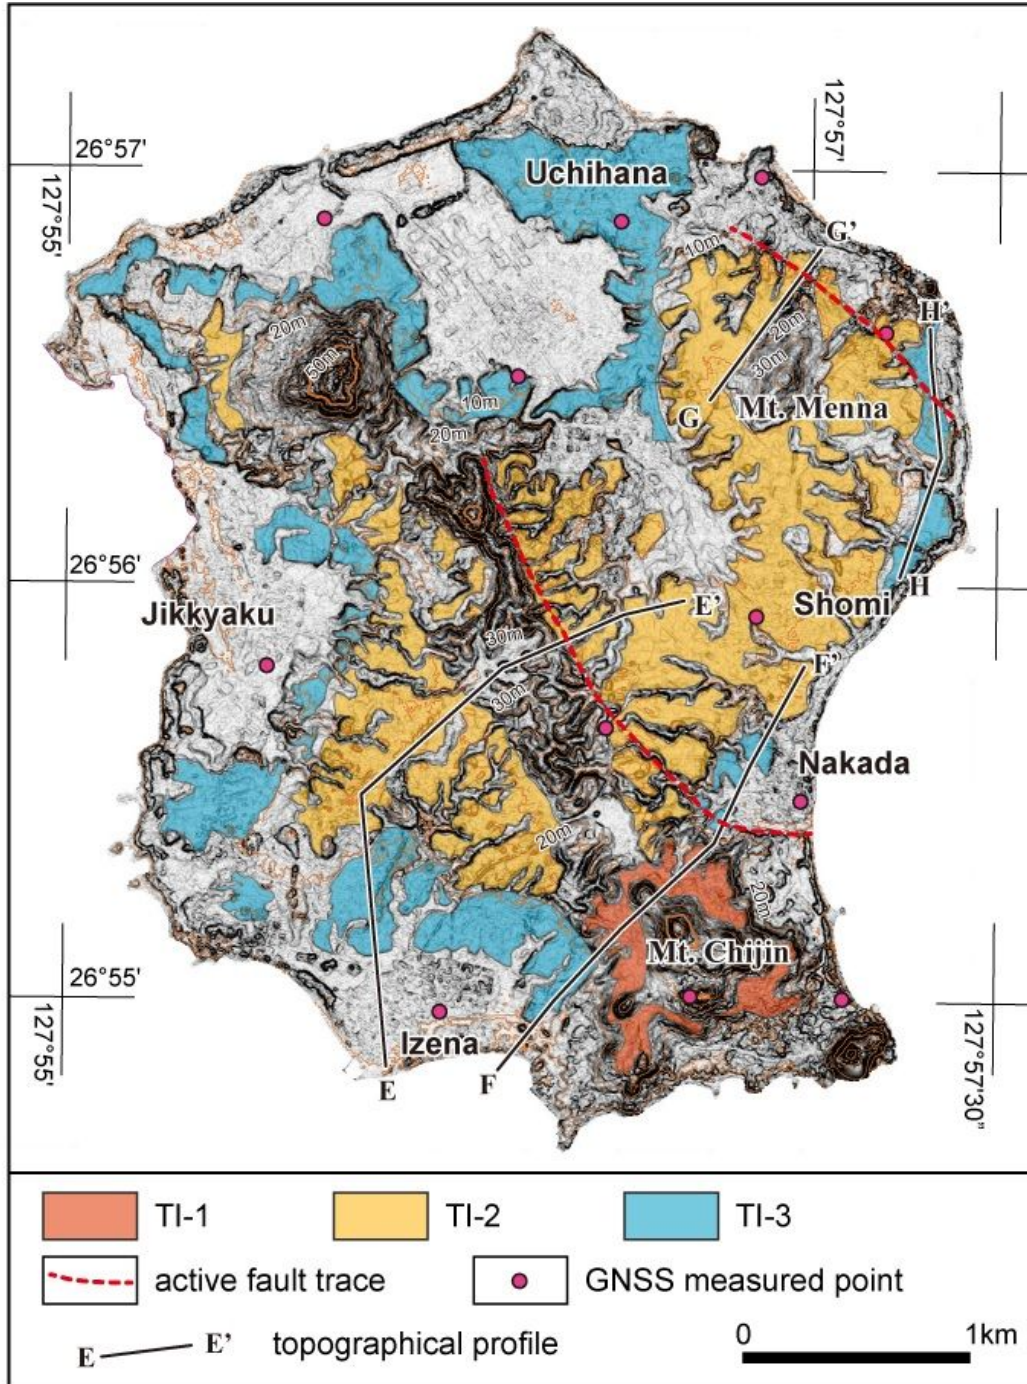 127°57'
26°57'
Uchihana
127°55'
10m
G'
20m
H'
20m
30m
50m
10m
G
Mt. Menna
20m
26°56'
H
Jikkyaku
E'
Shomi
30m
F'
30m
Nakada
20m
20m
Mt. Chijin
26°55'
Izena
127°55'
E
F
127°57'30"
TI-1
TI-2
TI-3
active fault trace
GNSS measured point
E
E'
topographical profile
0
1km